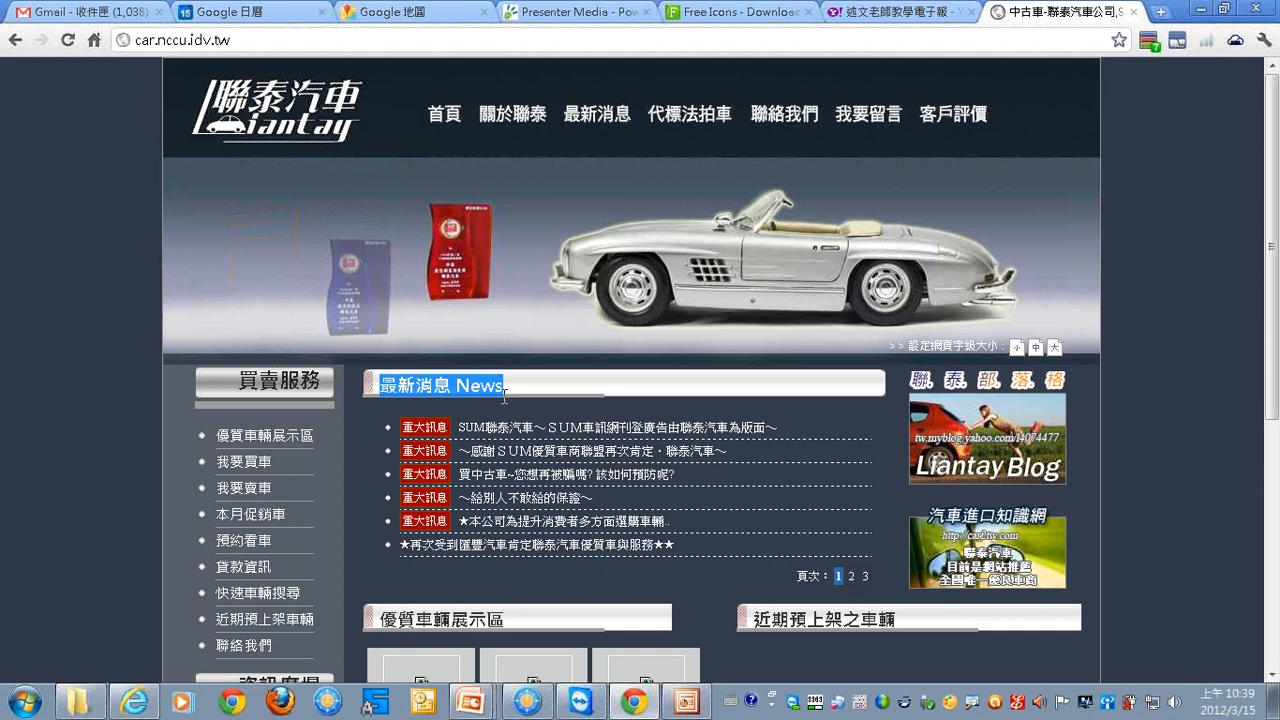 Gmail - 收件匣 (1,038)
Google 日曆
Google 地圖
Presenter Media - Pow
Free Icons - Download
述文老師教學電子報 - Y
中古車-聯泰汽車公司,S
car.nccu.idv.tw
聯泰汽車
Liantay
首頁 關於聯泰 最新消息 代標法拍車 聯絡我們 我要留言 客戶評價
>> 設定網頁字級大小 : 小 中 大
買賣服務
優質車輛展示區
我要買車
我要賣車
本月促銷車
預約看車
貸款資訊
快速車輛搜尋
近期預上架車輛
聯絡我們
最新消息 News
重大訊息 SUM聯泰汽車～ＳＵＭ車訊網刊登廣告由聯泰汽車為版面～
重大訊息 ～感謝ＳＵＭ優質車商聯盟再次肯定‧聯泰汽車～
重大訊息 買中古車~您想再被騙嗎? 該如何預防呢?
重大訊息 ～給別人不敢給的保證～
重大訊息 ★本公司為提升消費者多方面選購車輛..
★再次受到匯豐汽車肯定聯泰汽車優質車與服務★★
頁次： 1 2 3
優質車輛展示區
近期預上架之車輛
聯泰部落格
tw.myblog.yahoo.com/l4074477
Liantay Blog
汽車進口知識網
http://car2tw.com
聯泰汽車
目前是網站推薦
上午 10:39
2012/3/15